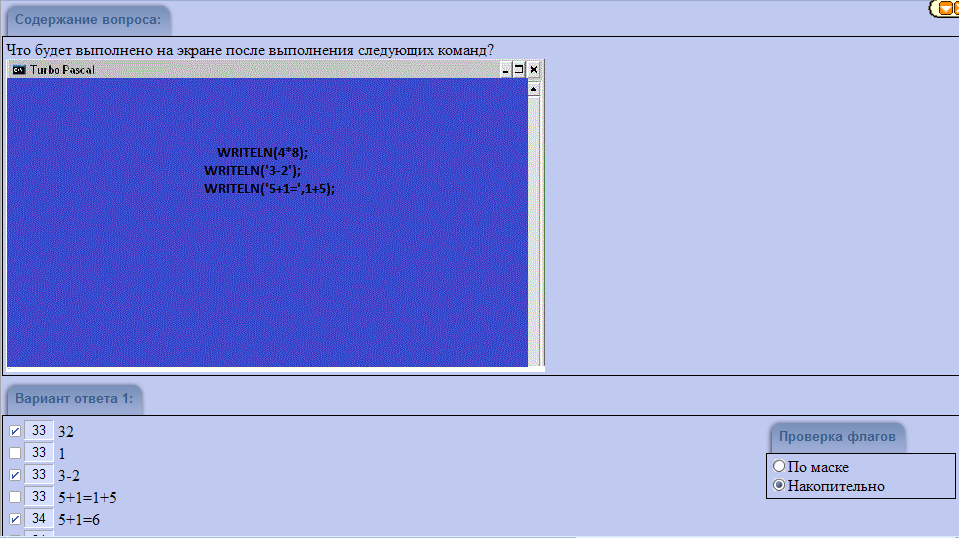 Содержание вопроса:
Что будет выполнено на экране после выполнения следующих команд?
Turbo Pascal
WRITELN(4*8);
WRITELN('3-2');
WRITELN('5+1=',1+5);
Вариант ответа 1:
33 32
33 1
33 3-2
33 5+1=1+5
34 5+1=6
Проверка флагов
По маске
Накопительно